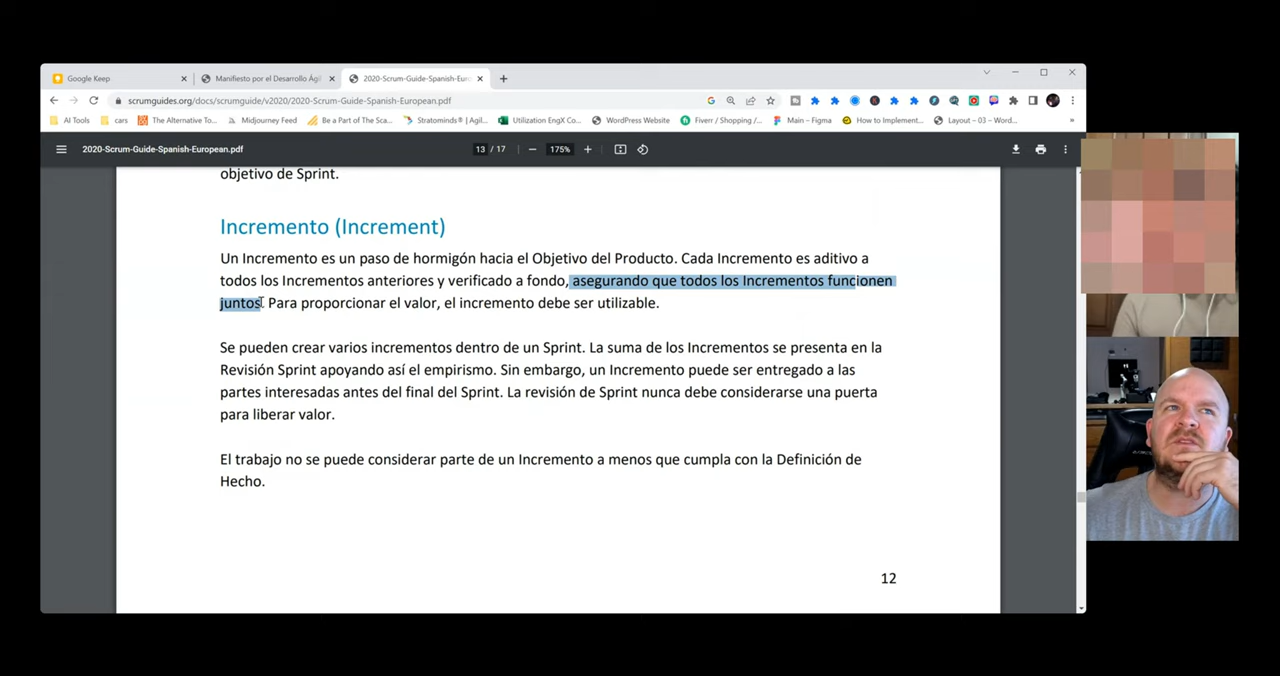 Google Keep
Manifiesto por el Desarrollo Ági
2020-Scrum-Guide-Spanish-Euro
scrumguides.org/docs/scrumguide/v2020/2020-Scrum-Guide-Spanish-European.pdf
AI Tools
cars
The Alternative To...
Midjourney Feed
Be a Part of The Sca...
Stratominds® | Agil...
Utilization EngX Co...
WordPress Website
Fiverr / Shopping /...
Main – Figma
How to Implement...
Layout – 03 – Word...
»
2020-Scrum-Guide-Spanish-European.pdf
13 / 17
175%
objetivo de Sprint.
Incremento (Increment)
Un Incremento es un paso de hormigón hacia el Objetivo del Producto. Cada Incremento es aditivo a
todos los Incrementos anteriores y verificado a fondo, asegurando que todos los Incrementos funcionen
juntos. Para proporcionar el valor, el incremento debe ser utilizable.
Se pueden crear varios incrementos dentro de un Sprint. La suma de los Incrementos se presenta en la
Revisión Sprint apoyando así el empirismo. Sin embargo, un Incremento puede ser entregado a las
partes interesadas antes del final del Sprint. La revisión de Sprint nunca debe considerarse una puerta
para liberar valor.
El trabajo no se puede considerar parte de un Incremento a menos que cumpla con la Definición de
Hecho.
12